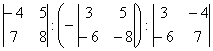 |-4 5; 7 8| : (-|3 5; -6 -8|) : |3 -4; -6 7|